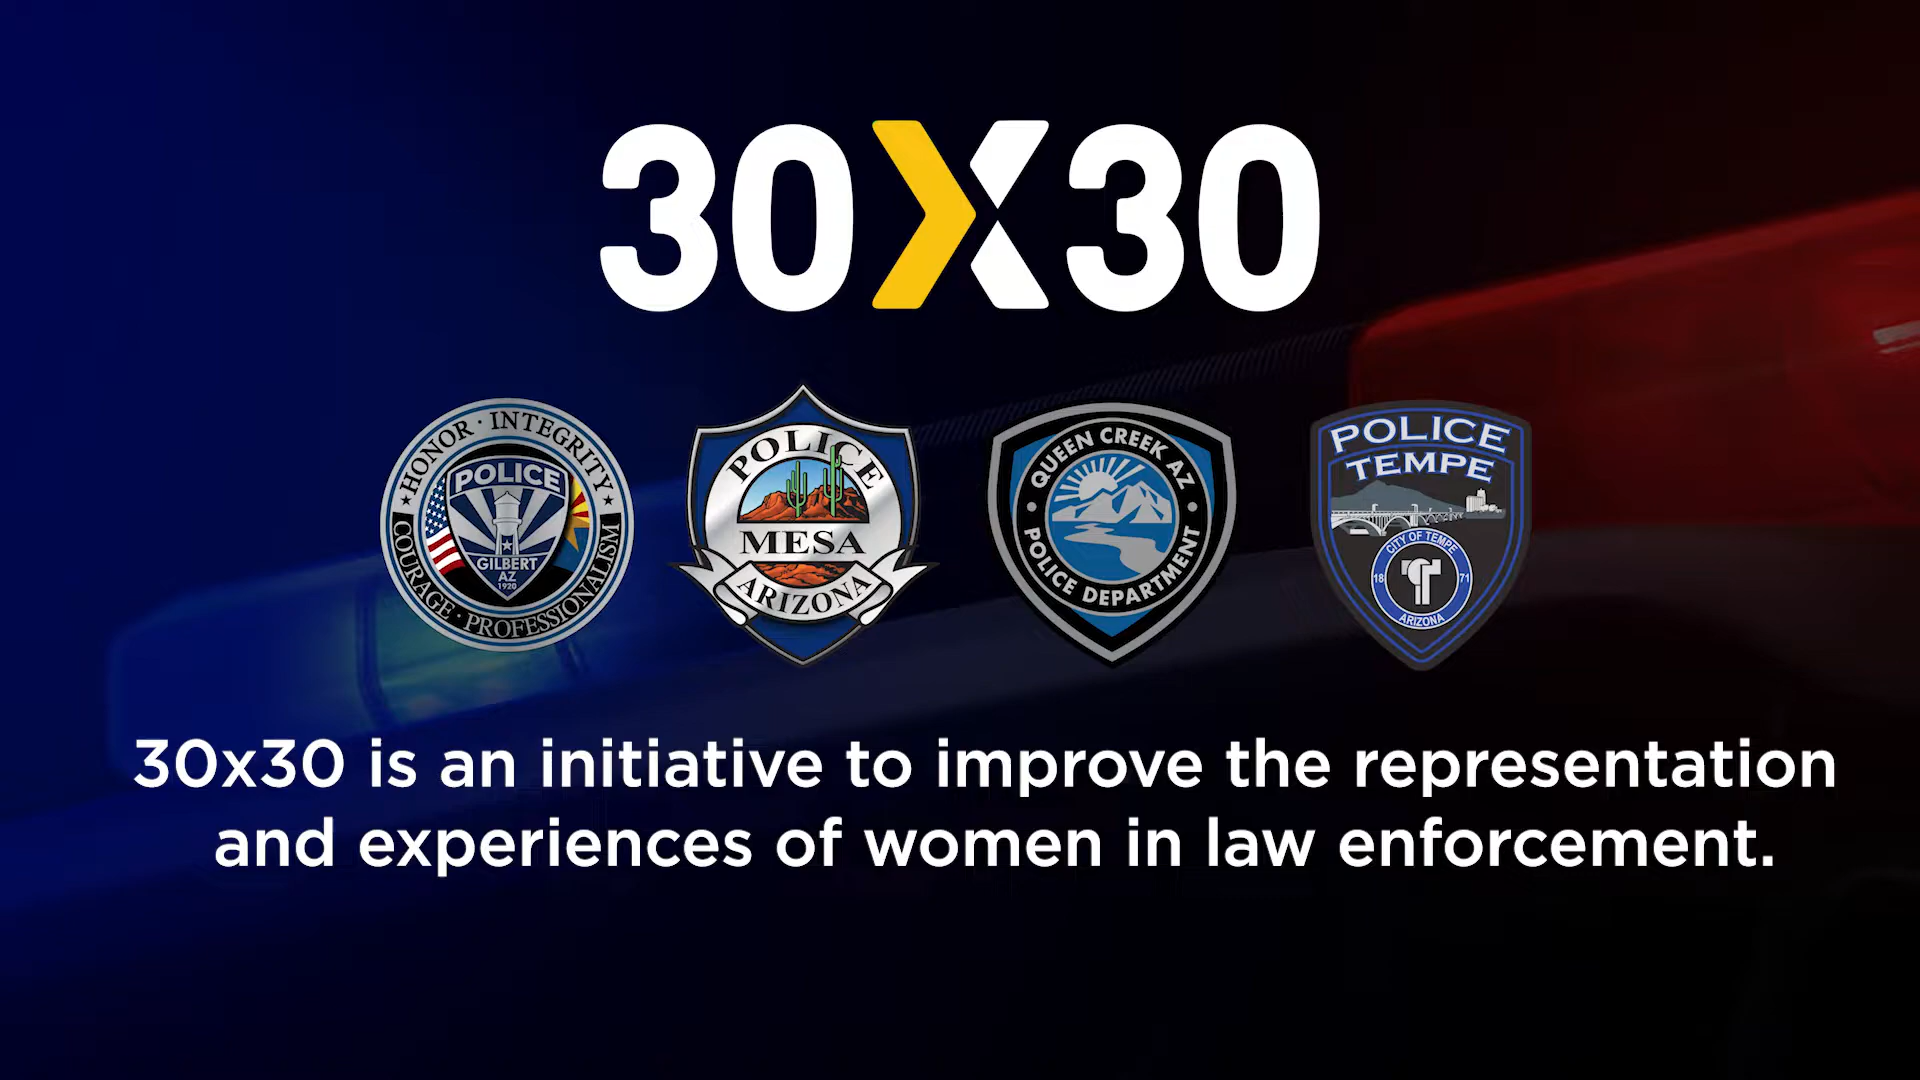 30X30
HONOR · INTEGRITY
COURAGE · PROFESSIONALISM
POLICE
GILBERT
AZ
1920
POLICE
MESA
ARIZONA
QUEEN CREEK AZ
POLICE DEPARTMENT
POLICE
TEMPE
CITY OF TEMPE
18 71
ARIZONA
30x30 is an initiative to improve the representation
and experiences of women in law enforcement.